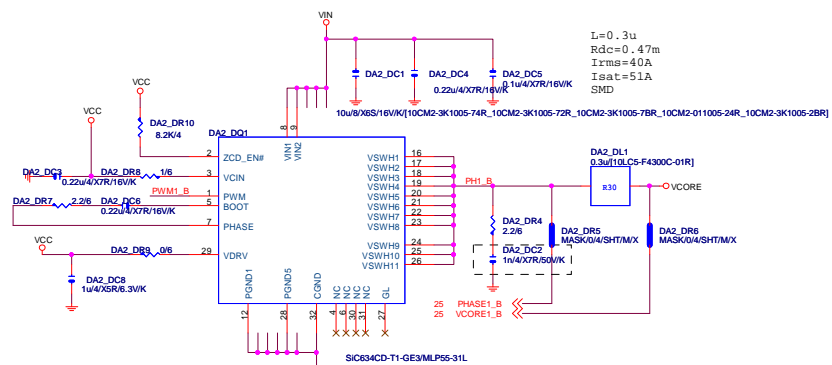 VIN
L=0.3u
Rdc=0.47m
Irms=40A
Isat=51A
SMD
DA2_DC1
DA2_DC4
0.22u/4/X7R/16V/K
DA2_DC5
0.1u/4/X7R/16V/K
10u/8/X6S/16V/K/[10CM2-3K1005-74R_10CM2-3K1005-72R_10CM2-3K1005-7BR_10CM2-011005-24R_10CM2-3K1005-2BR]
VCC
VCC
DA2_DR10
8.2K/4
DA2_DQ1
8
9
VIN1
VIN2
2
ZCD_EN#
DA2_DC3
0.22u/4/X7R/16V/K
DA2_DR8
1/6
3
VCIN
PWM1_B
1
PWM
DA2_DR7
2.2/6
DA2_DC6
0.22u/4/X7R/16V/K
5
BOOT
7
PHASE
VCC
DA2_DR9
0/6
29
VDRV
DA2_DC8
1u/4/X5R/6.3V/K
VSWH1
16
VSWH2
17
VSWH3
18
VSWH4
19
VSWH5
20
VSWH6
21
VSWH7
22
VSWH8
23
VSWH9
24
VSWH10
25
VSWH11
26
PH1_B
DA2_DL1
0.3u/[10LC5-F4300C-01R]
R30
VCORE
DA2_DR4
2.2/6
DA2_DC2
1n/4/X7R/50V/K
DA2_DR5
MASK/0/4/SHT/M/X
DA2_DR6
MASK/0/4/SHT/M/X
25 PHASE1_B
25 VCORE1_B
PGND1
PGND5
CGND
NC
NC
NC
NC
GL
12
28
32
4
6
30
31
27
SiC634CD-T1-GE3/MLP55-31L